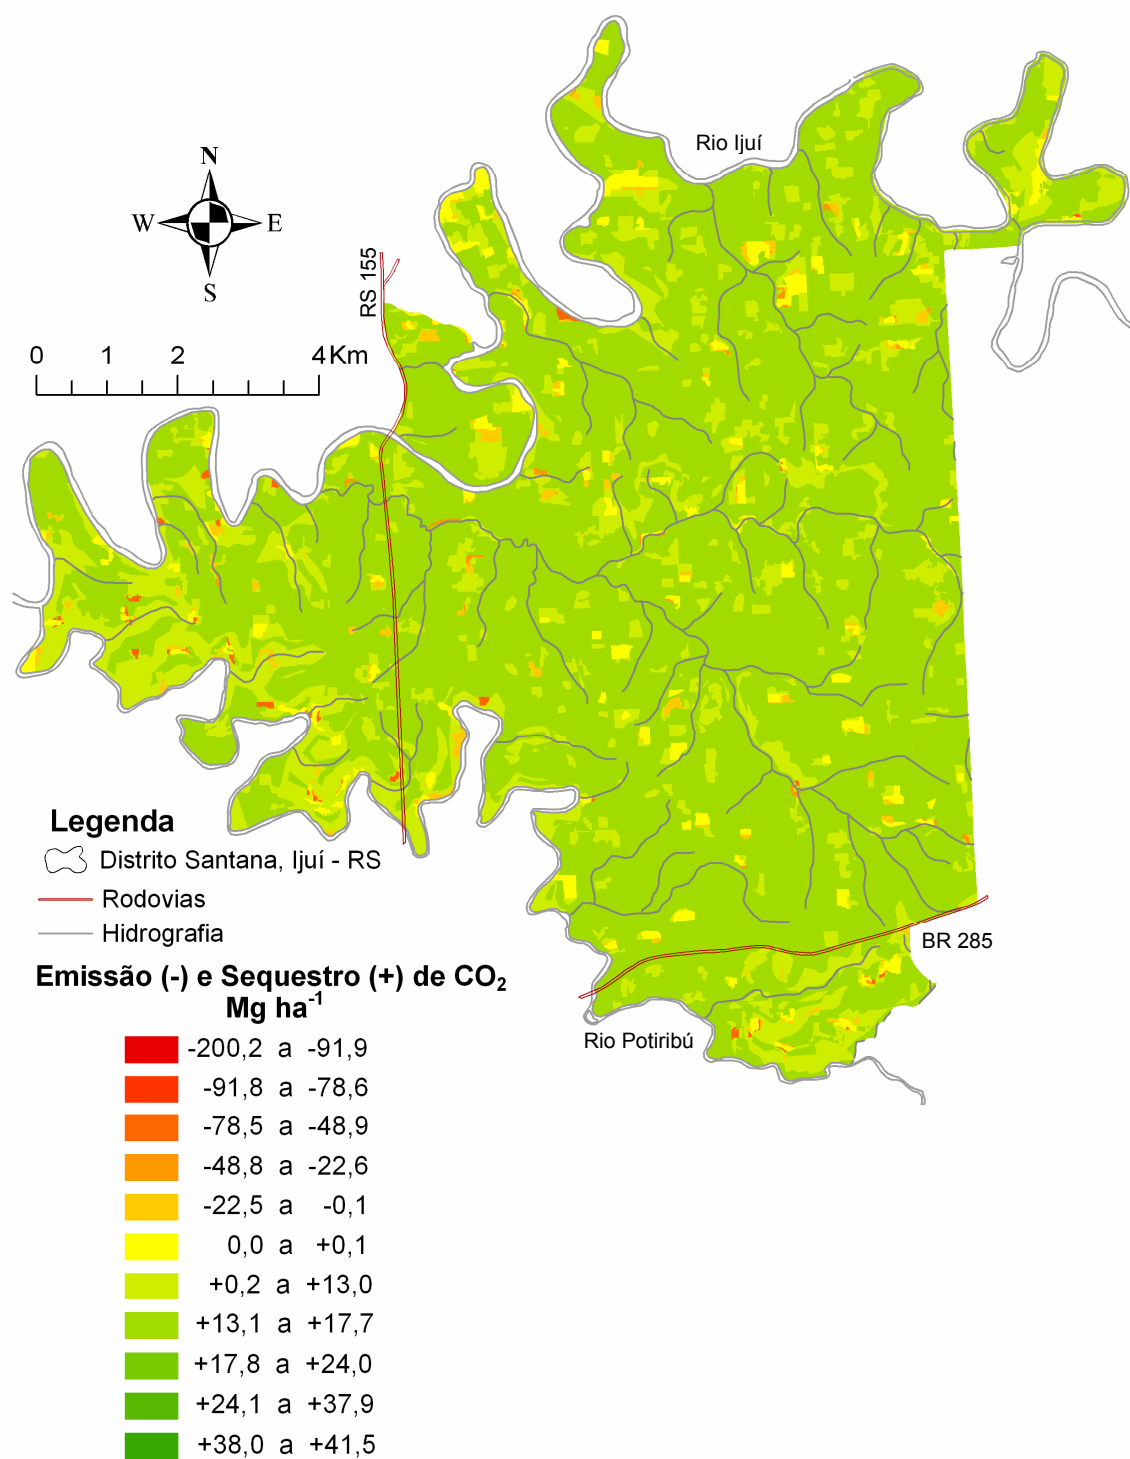 Rio Ijuí
N
W
E
S
RS 155
0 1 2 4 Km
Legenda
Distrito Santana, Ijuí - RS
Rodovias
Hidrografia
BR 285
Rio Potiribú
Emissão (-) e Sequestro (+) de CO₂
Mg ha⁻¹
-200,2 a -91,9
-91,8 a -78,6
-78,5 a -48,9
-48,8 a -22,6
-22,5 a -0,1
0,0 a +0,1
+0,2 a +13,0
+13,1 a +17,7
+17,8 a +24,0
+24,1 a +37,9
+38,0 a +41,5